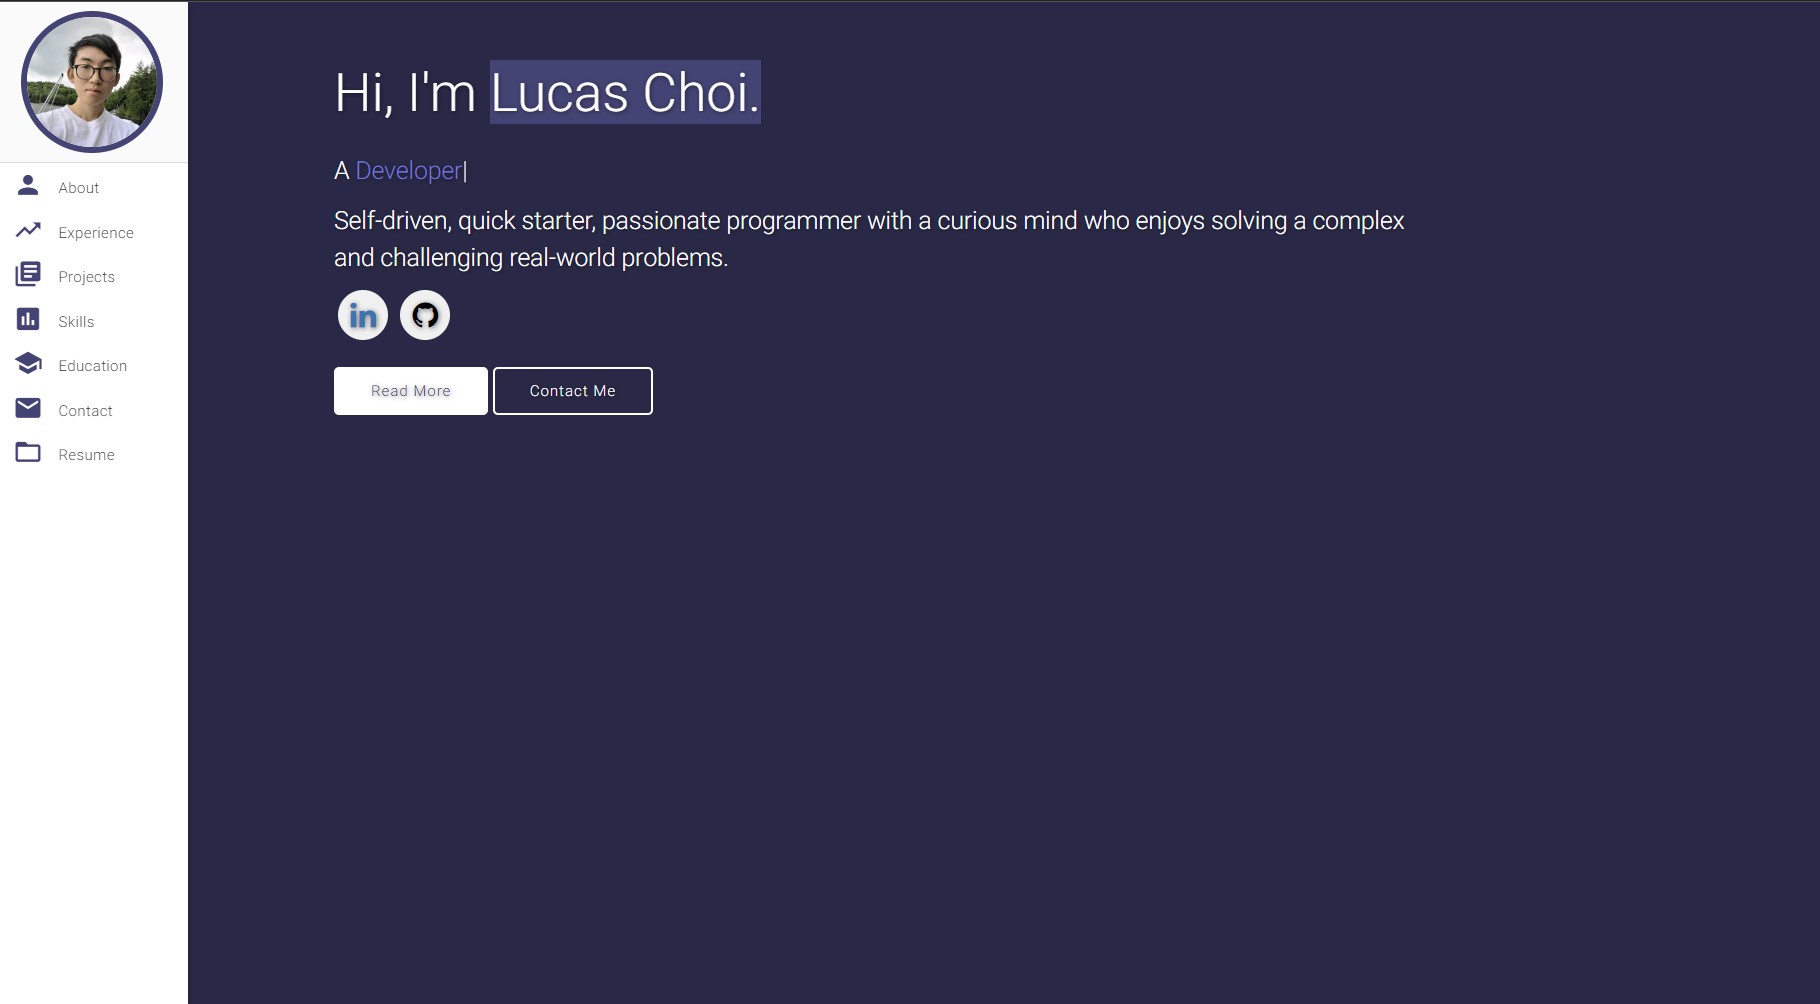 About
Experience
Projects
Skills
Education
Contact
Resume
Hi, I'm Lucas Choi.
A Developer|
Self-driven, quick starter, passionate programmer with a curious mind who enjoys solving a complex
and challenging real-world problems.
in
Read More
Contact Me